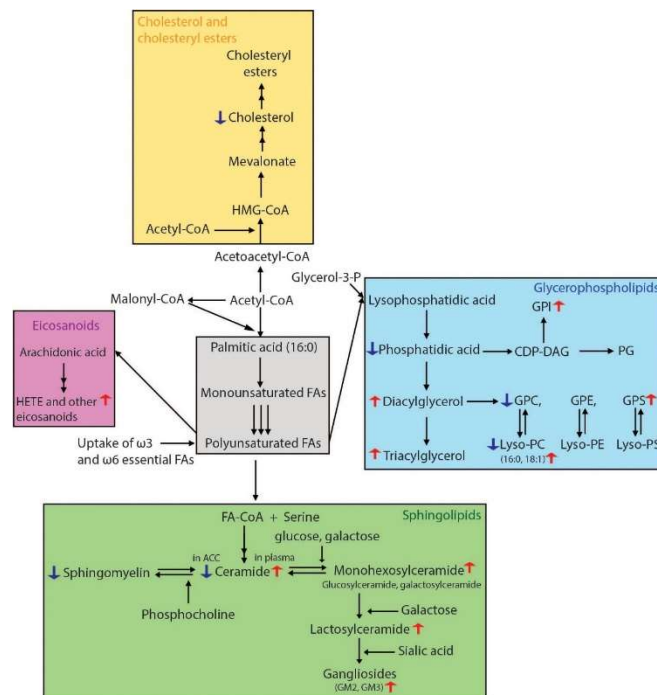 Cholesterol and
cholesteryl esters
Cholesteryl
esters
Cholesterol
Mevalonate
HMG-CoA
Acetyl-CoA
Acetoacetyl-CoA
Glycerol-3-P
Malonyl-CoA
Acetyl-CoA
Palmitic acid (16:0)
Monounsaturated FAs
Polyunsaturated FAs
Uptake of ω3
and ω6 essential FAs
Eicosanoids
Arachidonic acid
HETE and other
eicosanoids
Glycerophospholipids
Lysophosphatidic acid
GPI
Phosphatidic acid
CDP-DAG
PG
Diacylglycerol
GPC,
GPE,
GPS
Triacylglycerol
Lyso-PC
Lyso-PE
Lyso-PS
(16:0, 18:1)
Sphingolipids
FA-CoA + Serine
glucose, galactose
in ACC
in plasma
Sphingomyelin
Ceramide
Monohexosylceramide
Glucosylceramide, galactosylceramide
Phosphocholine
Galactose
Lactosylceramide
Sialic acid
Gangliosides
(GM2, GM3)